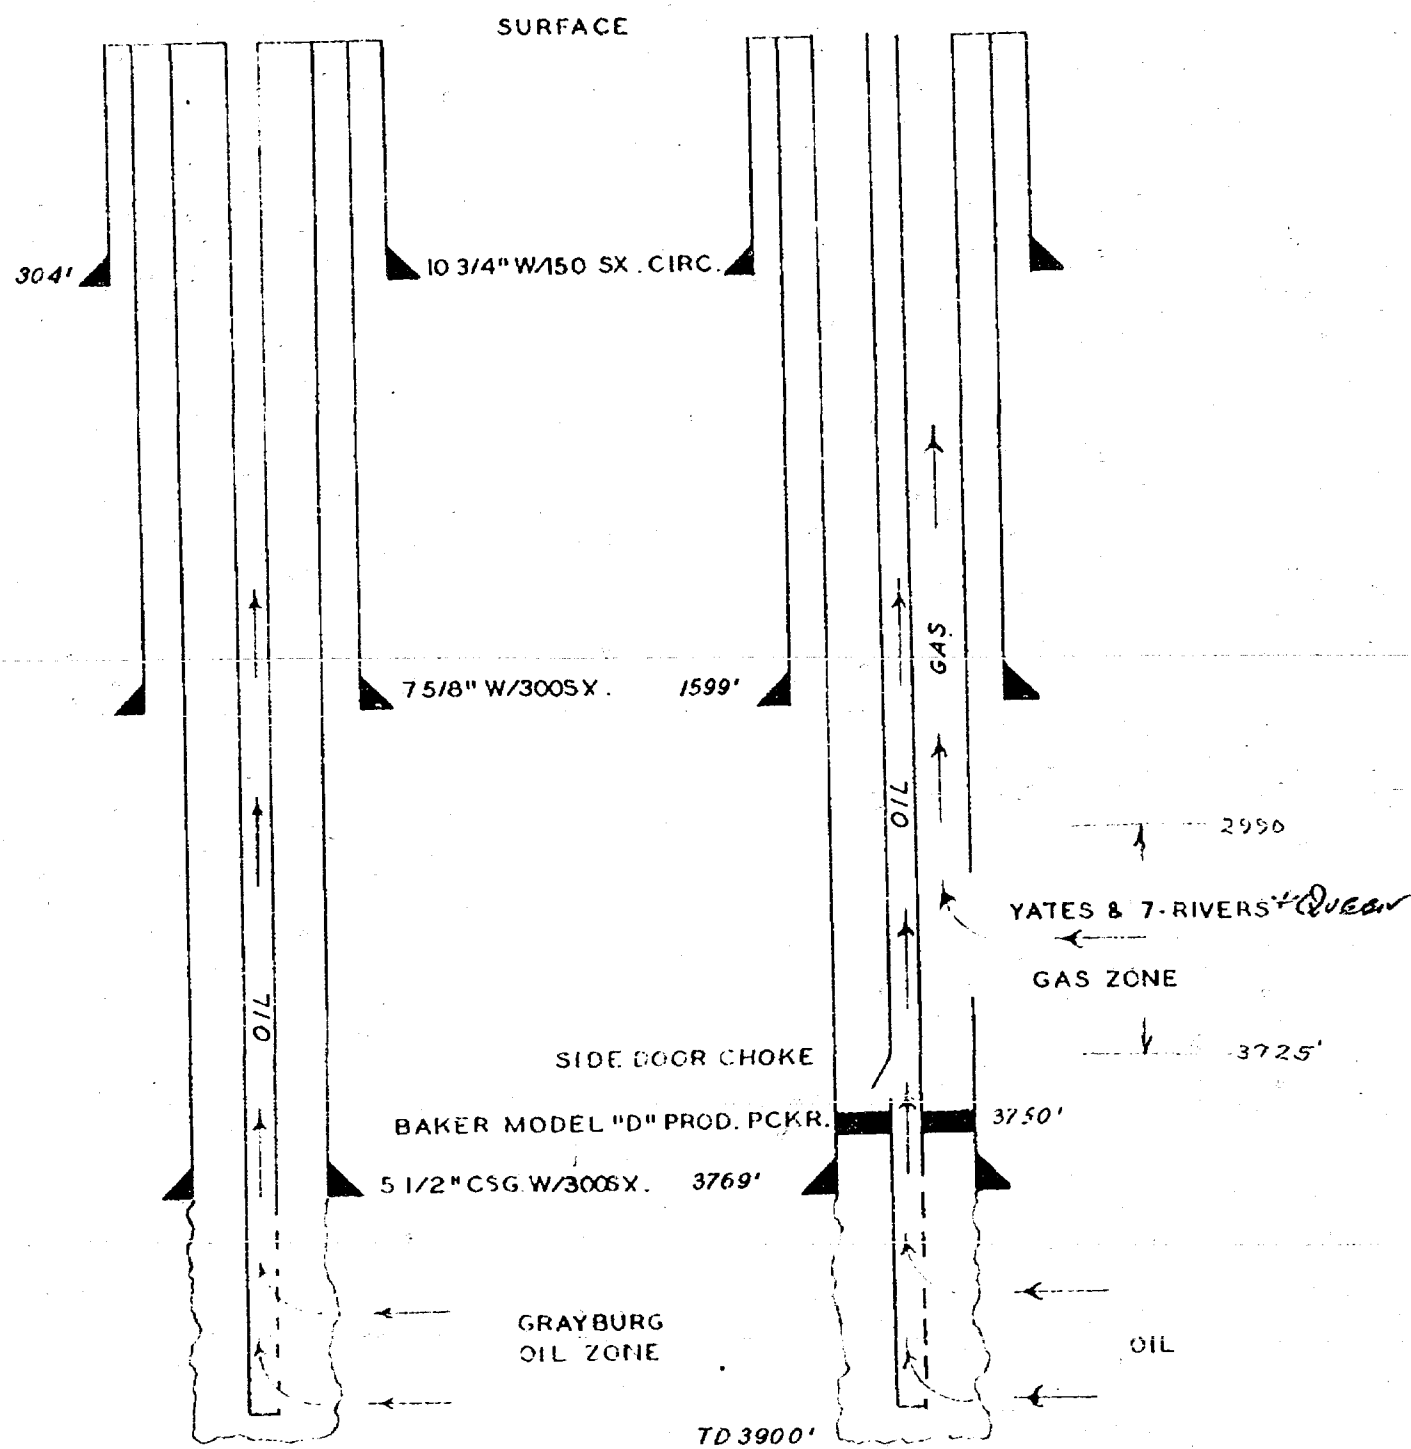 SURFACE
304' 10 3/4" W/150 SX. CIRC.
7 5/8" W/300SX. 1599'
OIL
GAS
OIL
2990
YATES & 7-RIVERS + QUEEN
GAS ZONE
3725'
SIDE DOOR CHOKE
BAKER MODEL "D" PROD. PCKR. 3750'
5 1/2" CSG. W/300SX. 3769'
GRAYBURG
OIL ZONE
OIL
TD 3900'